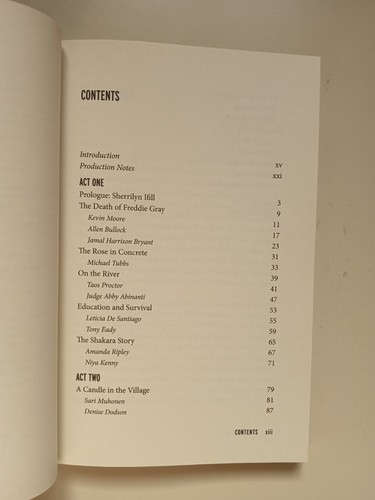 CONTENTS
Introduction xv
Production Notes xxi
ACT ONE
Prologue: Sherrilyn Ifill 3
The Death of Freddie Gray 9
Kevin Moore 11
Allen Bullock 17
Jamal Harrison Bryant 23
The Rose in Concrete 31
Michael Tubbs 33
On the River 39
Taos Proctor 41
Judge Abby Abinanti 47
Education and Survival 53
Leticia De Santiago 55
Tony Eady 59
The Shakara Story 65
Amanda Ripley 67
Niya Kenny 71
ACT TWO
A Candle in the Village 79
Sari Muhonen 81
Denise Dodson 87
CONTENTS xiii